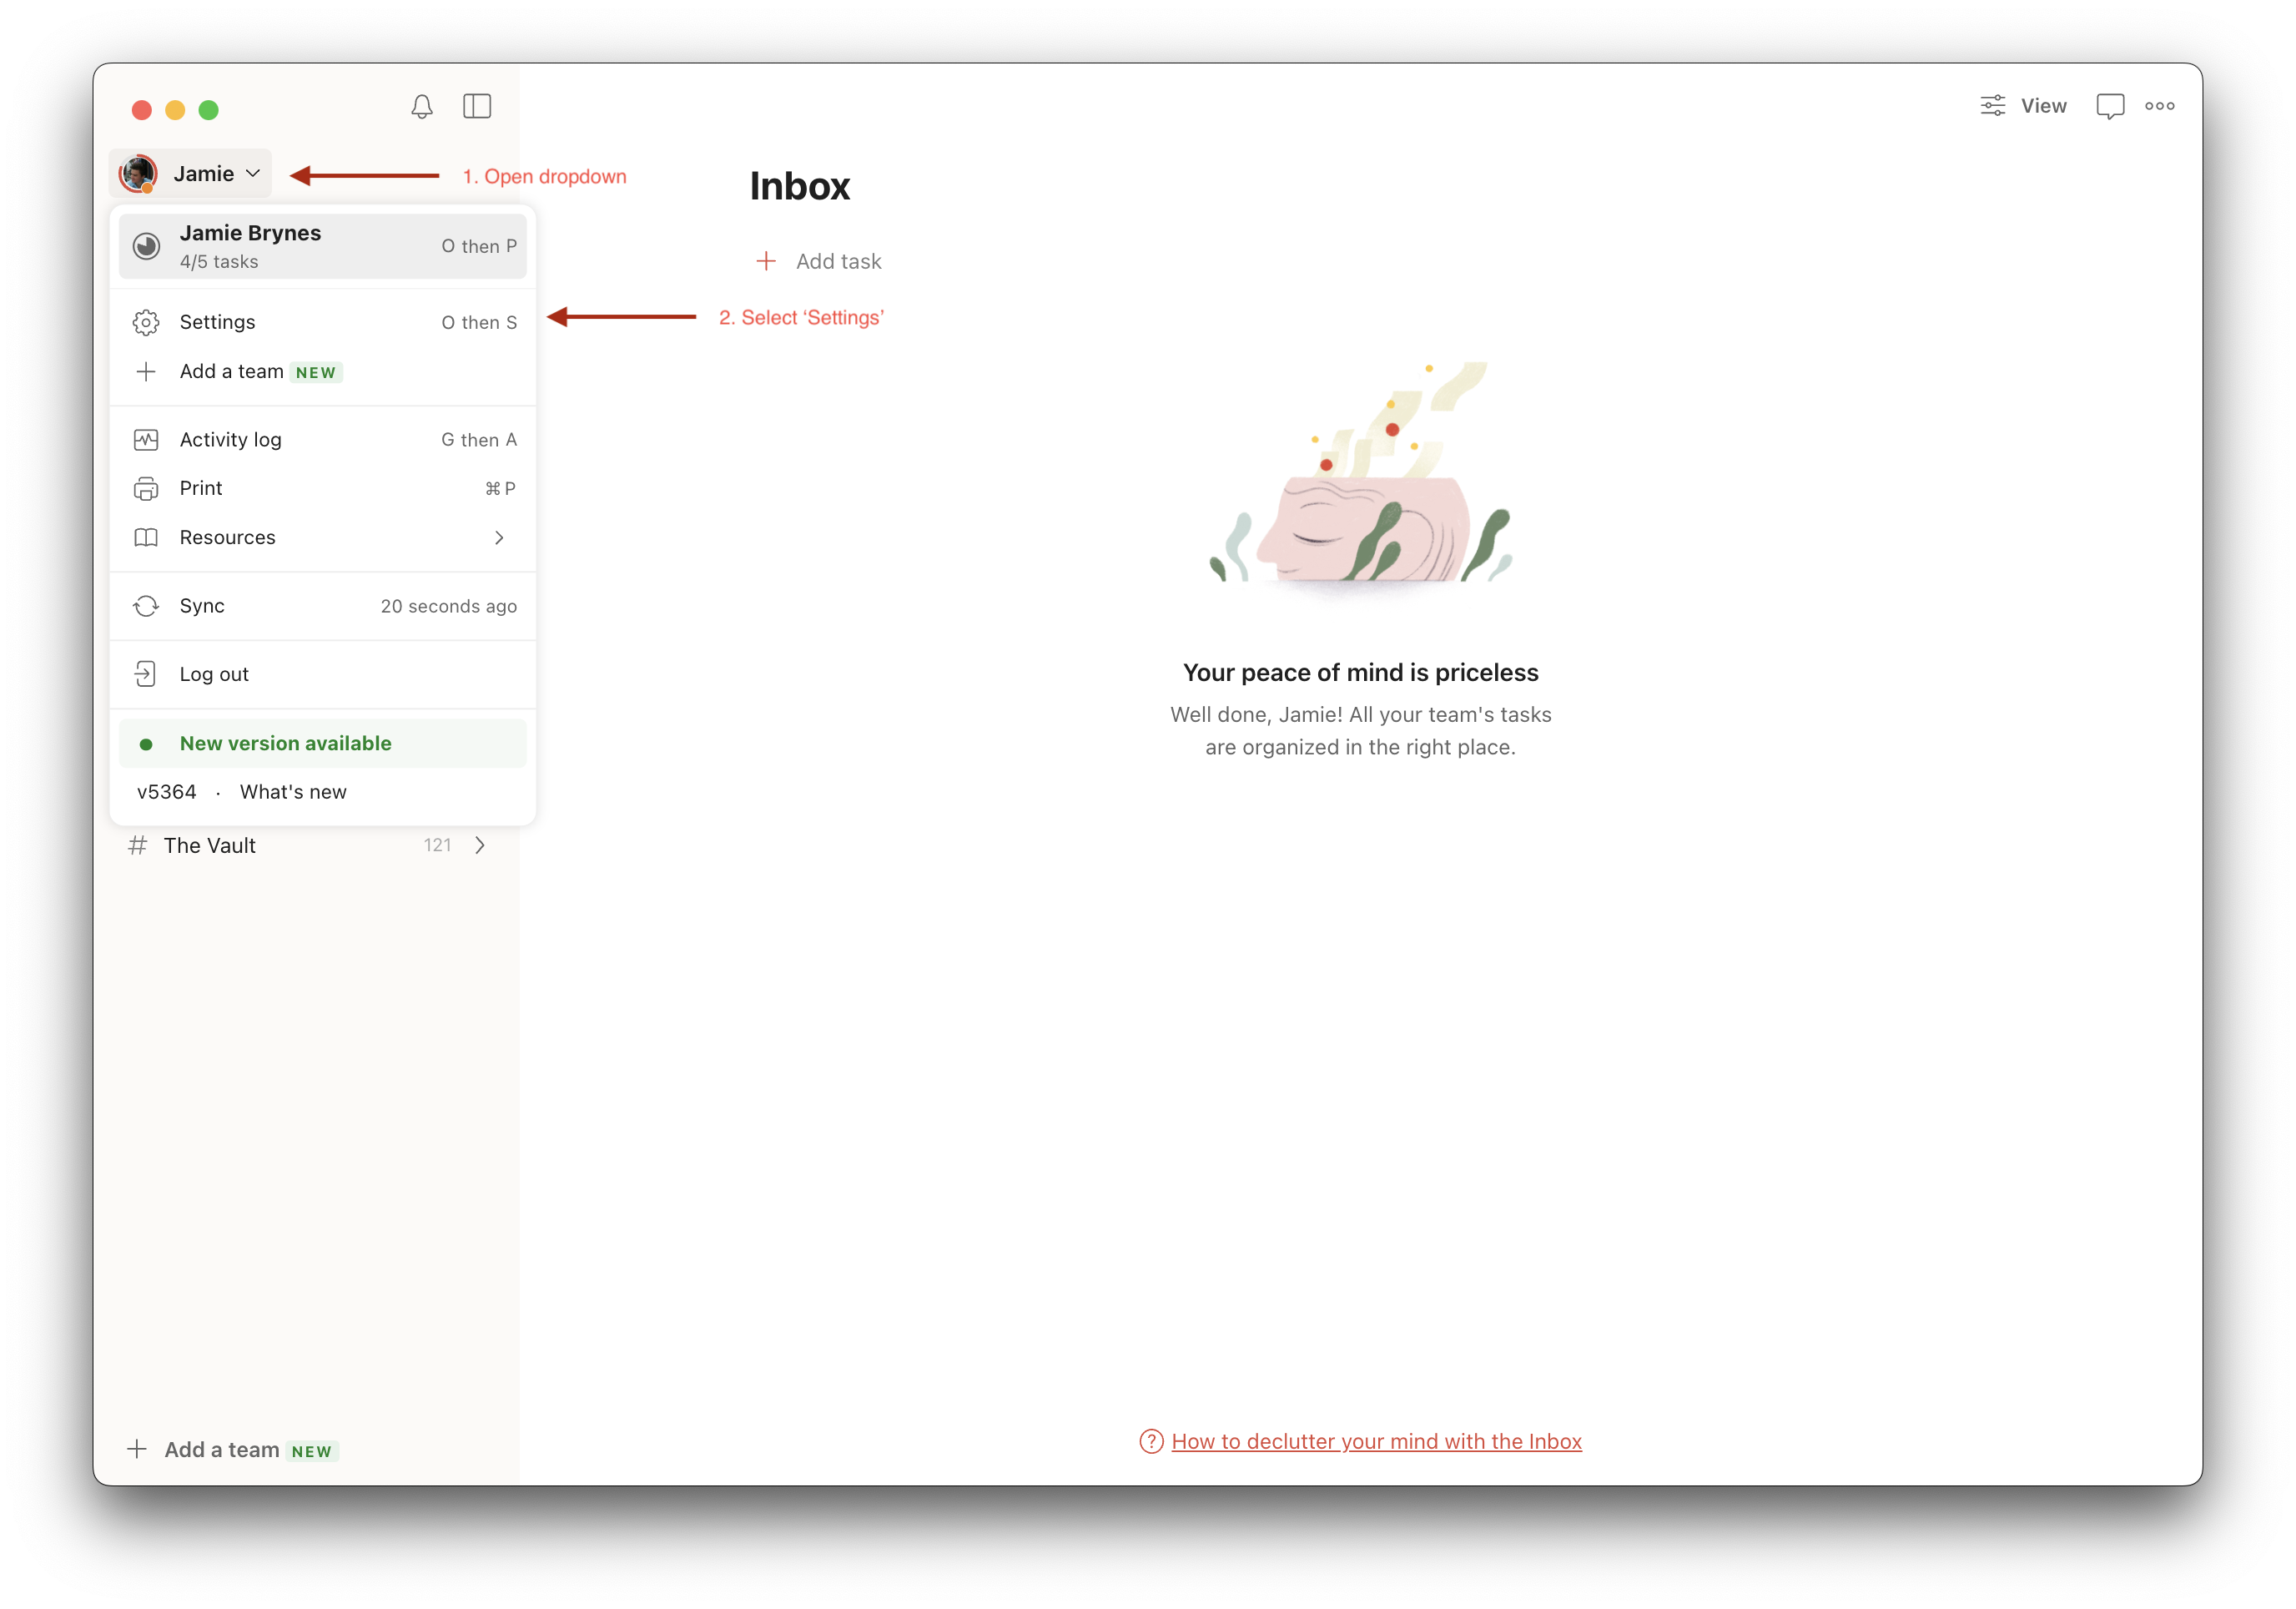 View
Jamie
1. Open dropdown
Inbox
Jamie Brynes
4/5 tasks
O then P
Add task
Settings
O then S
2. Select ‘Settings’
Add a team NEW
Activity log
G then A
Print
⌘P
Resources
Sync
20 seconds ago
Log out
Your peace of mind is priceless
Well done, Jamie! All your team's tasks
are organized in the right place.
New version available
v5364 · What's new
# The Vault
121
How to declutter your mind with the Inbox
Add a team NEW